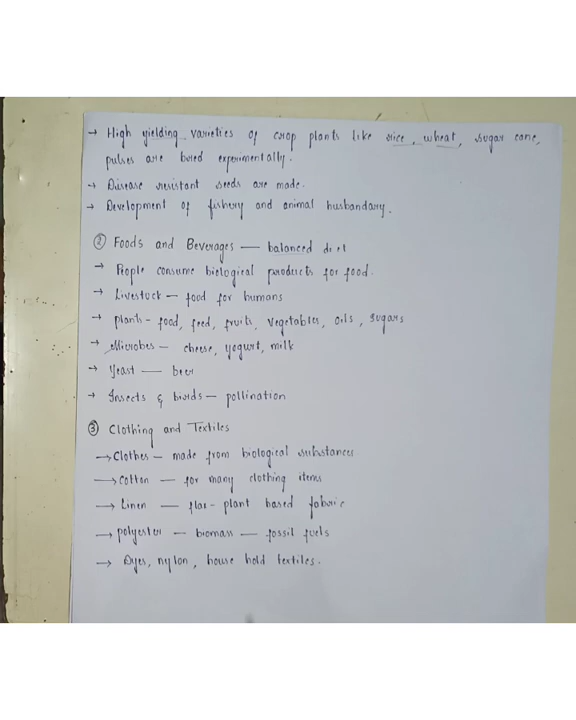 → High yielding varieties of crop plants like rice, wheat, sugar cane,
pulses are bred experimentally.
→ Disease resistant seeds are made.
→ Development of fishery and animal husbandary.
② Foods and Beverages — balanced diet
→ People consume biological products for food.
→ Livestock — food for humans
→ plants - food, feed, fruits, vegetables, oils, sugars
→ Microbes — cheese, yogurt, milk
→ Yeast — beer
→ Insects & birds — pollination
③ Clothing and Textiles
→ Clothes — made from biological substances
→ cotton — for many clothing items
→ Linen — flax - plant based fabric
→ polyester — biomass — fossil fuels
→ Dyes, nylon, house hold textiles.